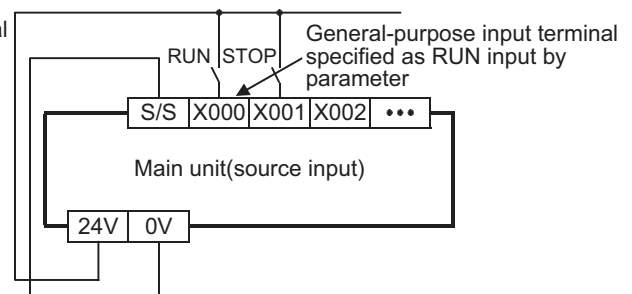 al
General-purpose input terminal
specified as RUN input by
parameter
RUN STOP
S/S X000 X001 X002 •••
Main unit(source input)
24V 0V